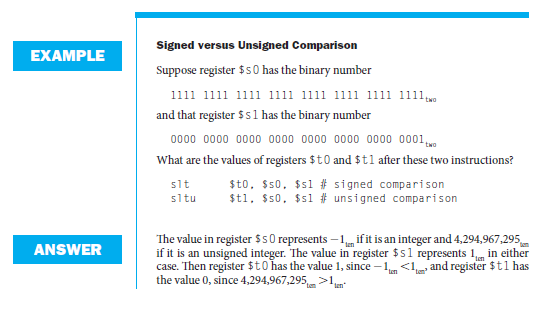 EXAMPLE
Signed versus Unsigned Comparison
Suppose register $s0 has the binary number
1111 1111 1111 1111 1111 1111 1111 1111two
and that register $s1 has the binary number
0000 0000 0000 0000 0000 0000 0000 0001two
What are the values of registers $t0 and $t1 after these two instructions?
slt $t0, $s0, $s1 # signed comparison
sltu $t1, $s0, $s1 # unsigned comparison
ANSWER
The value in register $s0 represents −1ten if it is an integer and 4,294,967,295ten
if it is an unsigned integer. The value in register $s1 represents 1ten in either
case. Then register $t0 has the value 1, since −1ten <1ten, and register $t1 has
the value 0, since 4,294,967,295ten >1ten.